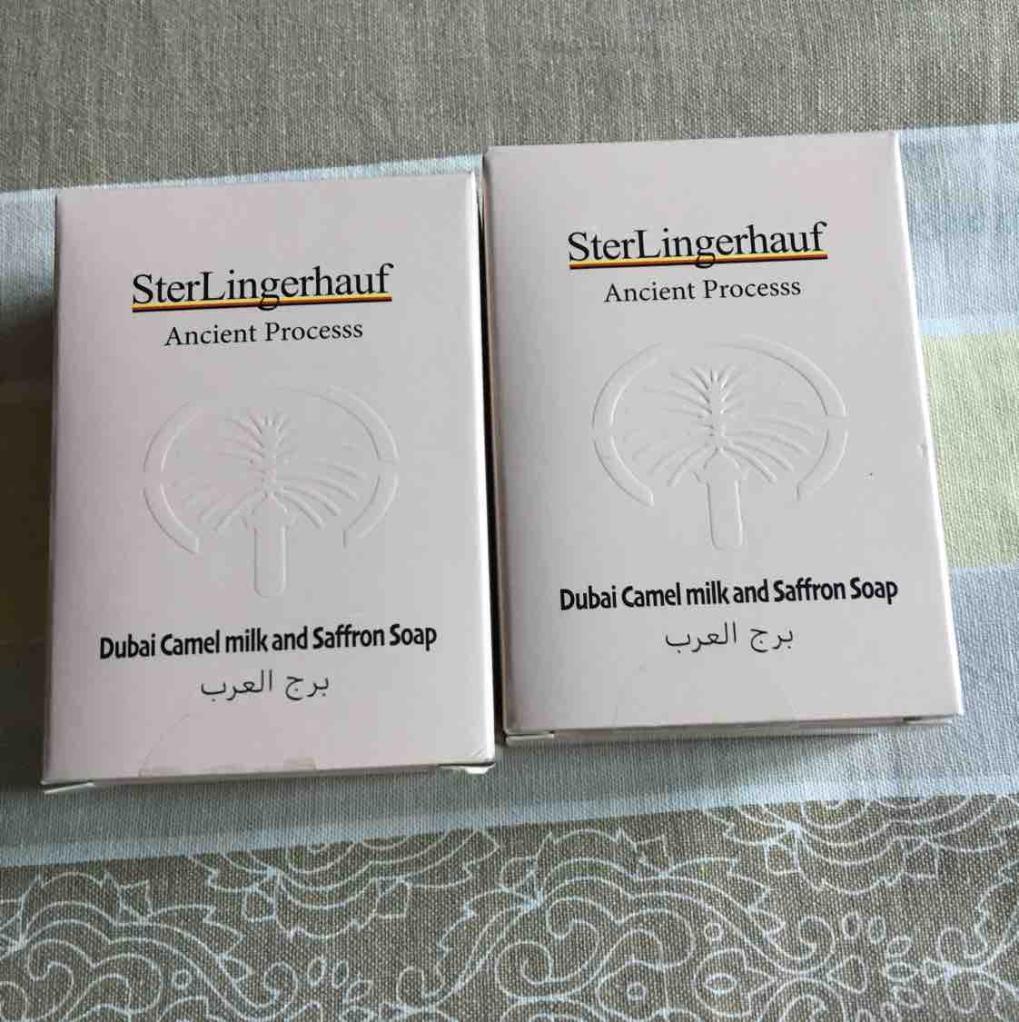 SterLingerhauf
Ancient Processs
Dubai Camel milk and Saffron Soap
برج العرب
SterLingerhauf
Ancient Processs
Dubai Camel milk and Saffron Soap
برج العرب